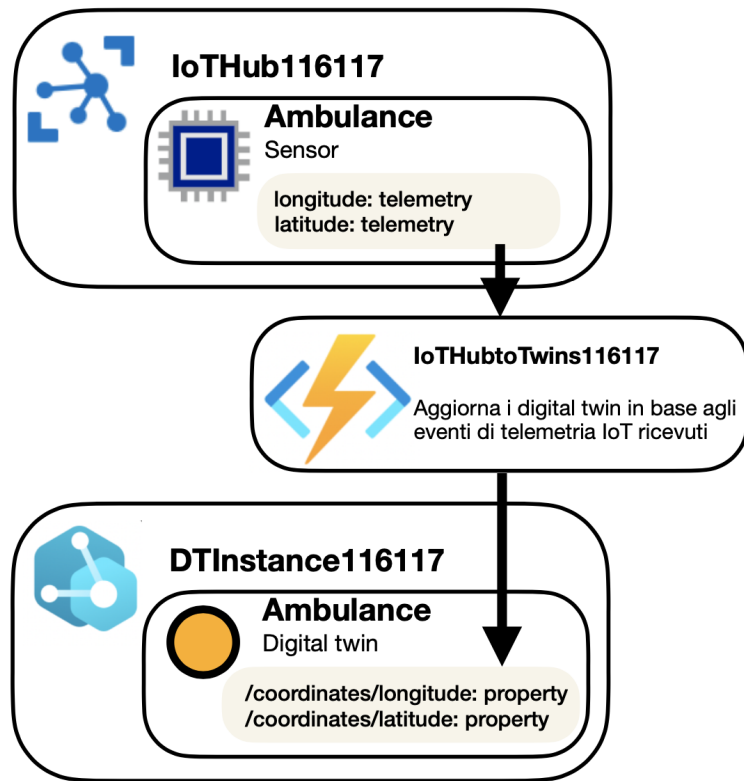 IoTHub116117
Ambulance
Sensor
longitude: telemetry
latitude: telemetry
IoTHubtoTwins116117
Aggiorna i digital twin in base agli
eventi di telemetria IoT ricevuti
DTInstance116117
Ambulance
Digital twin
/coordinates/longitude: property
/coordinates/latitude: property